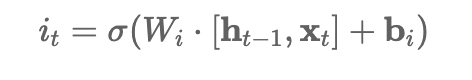 i_t = σ(W_i · [h_{t−1}, x_t] + b_i)